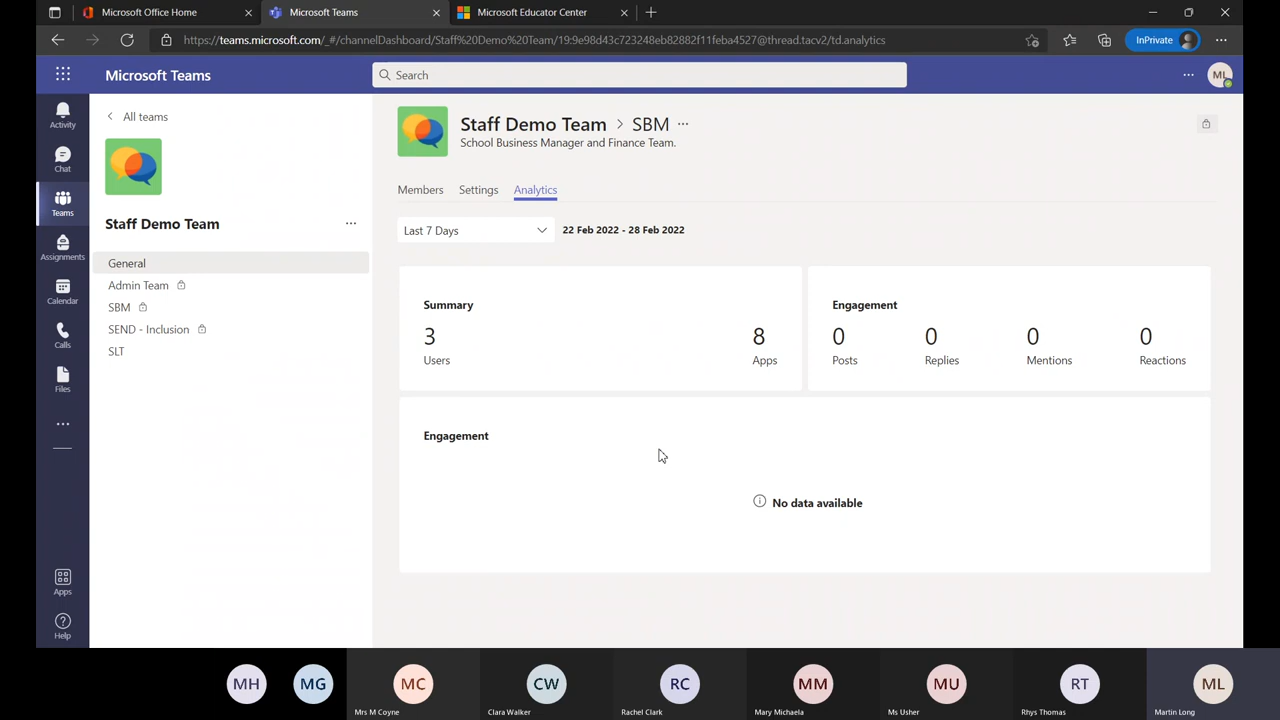 Microsoft Office Home
Microsoft Teams
Microsoft Educator Center
https://teams.microsoft.com/_#/channelDashboard/Staff%20Demo%20Team/19:9e98d43c723248eb82882f11feba4527@thread.tacv2/td.analytics
InPrivate
Microsoft Teams
Search
ML
Activity
Chat
Teams
Assignments
Calendar
Calls
Files
Apps
Help
All teams
Staff Demo Team
General
Admin Team
SBM
SEND - Inclusion
SLT
Staff Demo Team > SBM
School Business Manager and Finance Team.
Members Settings Analytics
Last 7 Days 22 Feb 2022 - 28 Feb 2022
Summary
3 8
Users Apps
Engagement
0 0 0 0
Posts Replies Mentions Reactions
Engagement
No data available
MH MG MC CW RC MM MU RT ML
Mrs M Coyne Clara Walker Rachel Clark Mary Michaela Ms Usher Rhys Thomas Martin Long